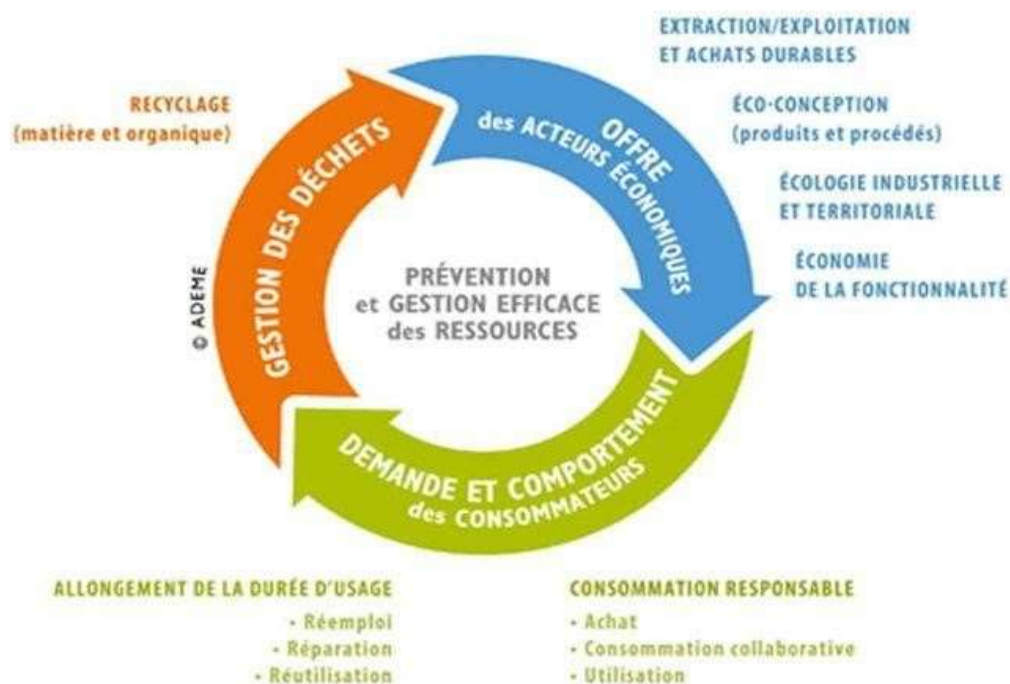 EXTRACTION/EXPLOITATION
ET ACHATS DURABLES
RECYCLAGE
(matière et organique)
ÉCO-CONCEPTION
(produits et procédés)
ÉCOLOGIE INDUSTRIELLE
ET TERRITORIALE
ÉCONOMIE
DE LA FONCTIONNALITÉ
OFFRE
des ACTEURS ÉCONOMIQUES
GESTION DES DÉCHETS
PRÉVENTION
et GESTION EFFICACE
des RESSOURCES
© ADEME
DEMANDE ET COMPORTEMENT
des CONSOMMATEURS
ALLONGEMENT DE LA DURÉE D'USAGE
• Réemploi
• Réparation
• Réutilisation
CONSOMMATION RESPONSABLE
• Achat
• Consommation collaborative
• Utilisation